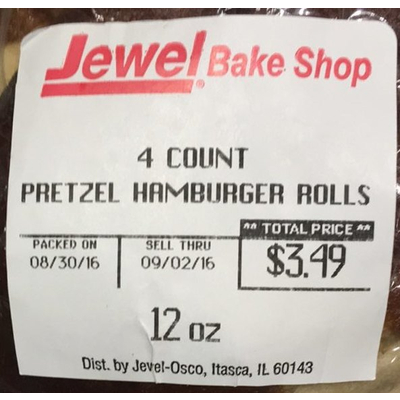 Jewel Bake Shop
4 COUNT
PRETZEL HAMBURGER ROLLS
** TOTAL PRICE **
PACKED ON SELL THRU
08/30/16 09/02/16 $3.49
12 oz
Dist. by Jewel-Osco, Itasca, IL 60143